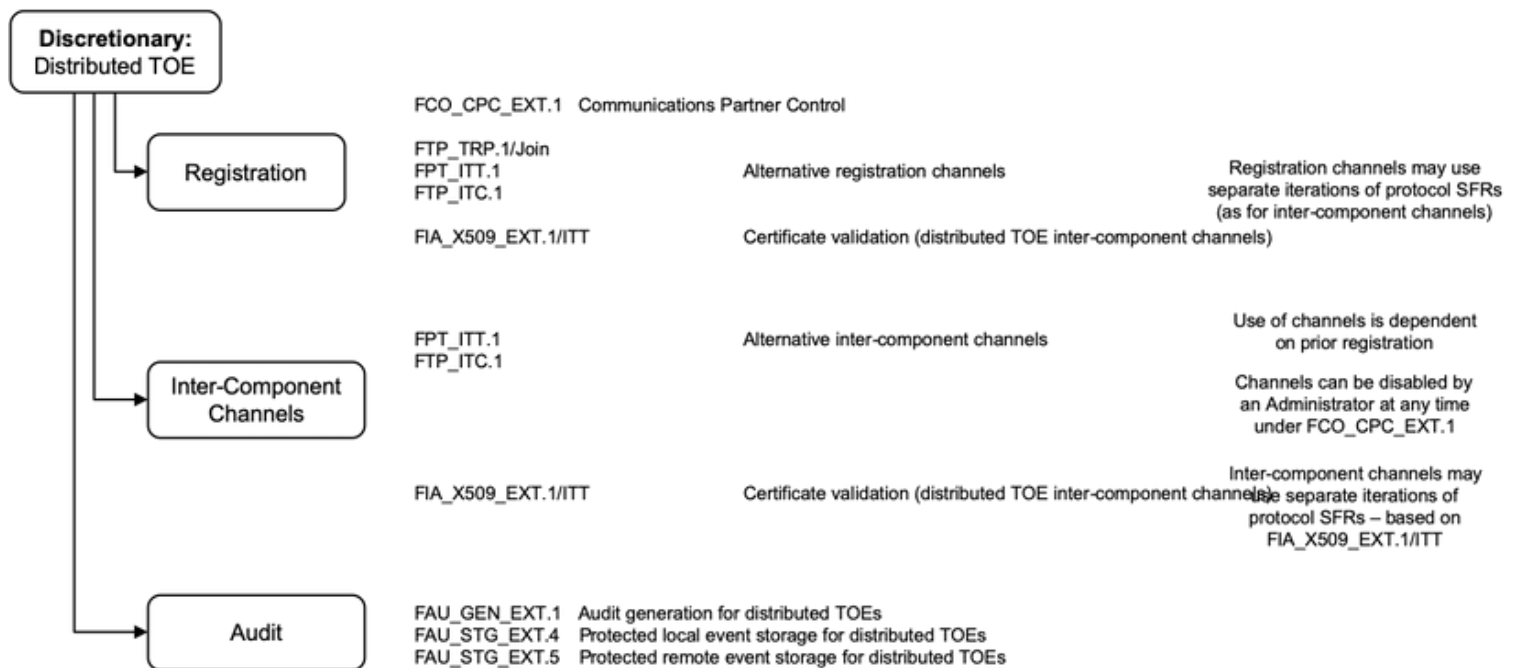 Discretionary:
Distributed TOE
FCO_CPC_EXT.1 Communications Partner Control
Registration
FTP_TRP.1/Join
FPT_ITT.1 Alternative registration channels
FTP_ITC.1
Registration channels may use
separate iterations of protocol SFRs
(as for inter-component channels)
FIA_X509_EXT.1/ITT Certificate validation (distributed TOE inter-component channels)
Inter-Component
Channels
FPT_ITT.1 Alternative inter-component channels
FTP_ITC.1
Use of channels is dependent
on prior registration
Channels can be disabled by
an Administrator at any time
under FCO_CPC_EXT.1
FIA_X509_EXT.1/ITT Certificate validation (distributed TOE inter-component channels)
Inter-component channels may
use separate iterations of
protocol SFRs – based on
FIA_X509_EXT.1/ITT
Audit
FAU_GEN_EXT.1 Audit generation for distributed TOEs
FAU_STG_EXT.4 Protected local event storage for distributed TOEs
FAU_STG_EXT.5 Protected remote event storage for distributed TOEs